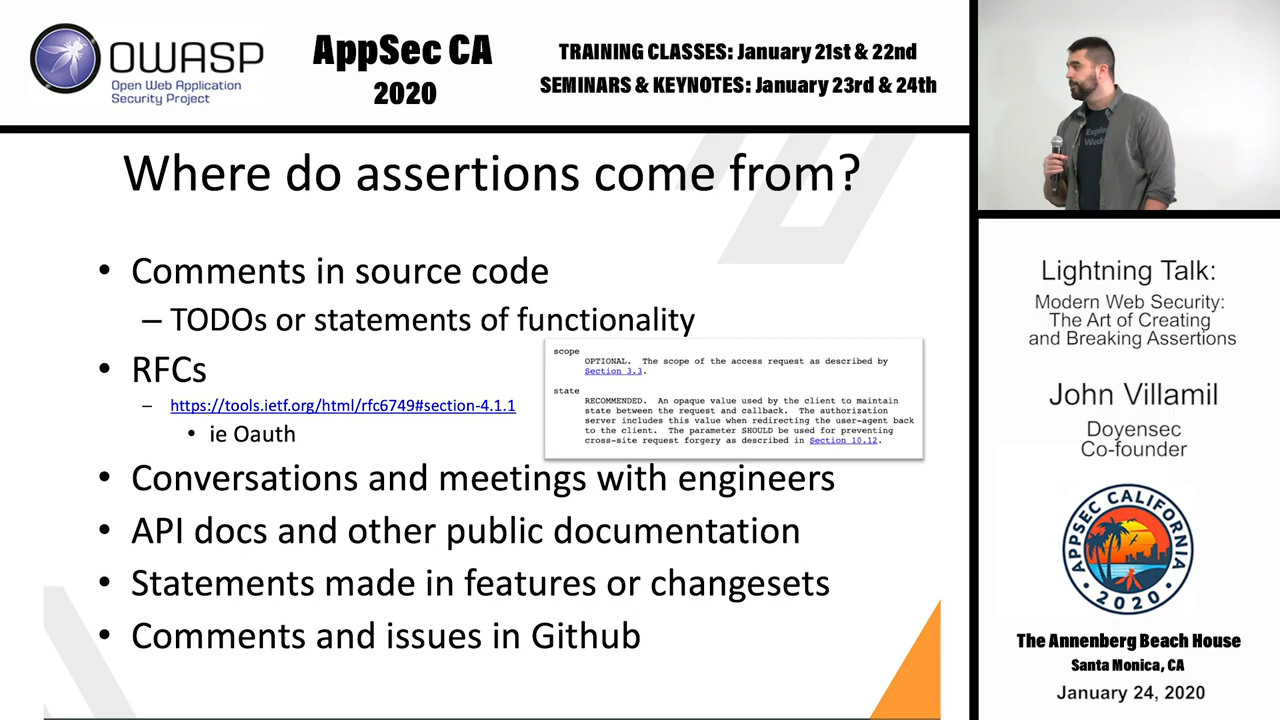 OWASP
Open Web Application
Security Project
AppSec CA
2020
TRAINING CLASSES: January 21st & 22nd
SEMINARS & KEYNOTES: January 23rd & 24th
Where do assertions come from?
• Comments in source code
– TODOs or statements of functionality
• RFCs
– https://tools.ietf.org/html/rfc6749#section-4.1.1
• ie Oauth
scope
OPTIONAL. The scope of the access request as described by
Section 3.3.
state
RECOMMENDED. An opaque value used by the client to maintain
state between the request and callback. The authorization
server includes this value when redirecting the user-agent back
to the client. The parameter SHOULD be used for preventing
cross-site request forgery as described in Section 10.12.
• Conversations and meetings with engineers
• API docs and other public documentation
• Statements made in features or changesets
• Comments and issues in Github
Lightning Talk:
Modern Web Security:
The Art of Creating
and Breaking Assertions
John Villamil
Doyensec
Co-founder
APPSEC CALIFORNIA
• 2020 •
The Annenberg Beach House
Santa Monica, CA
January 24, 2020